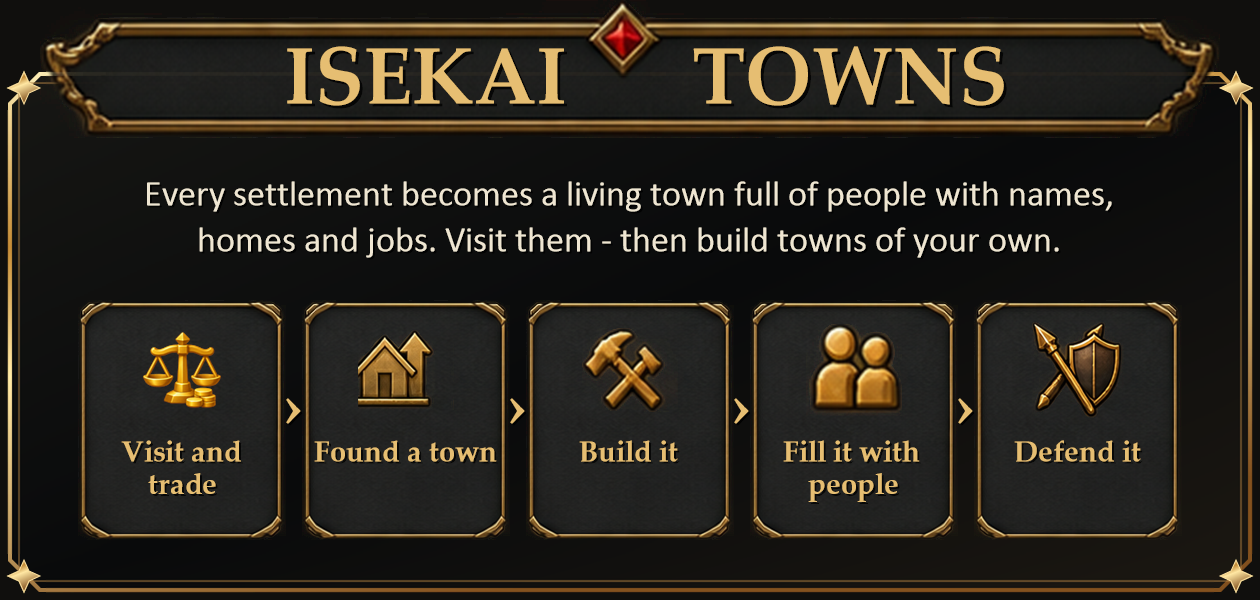 ISEKAI TOWNS
Every settlement becomes a living town full of people with names,
homes and jobs. Visit them - then build towns of your own.
Visit and
trade
Found a town
Build it
Fill it with
people
Defend it